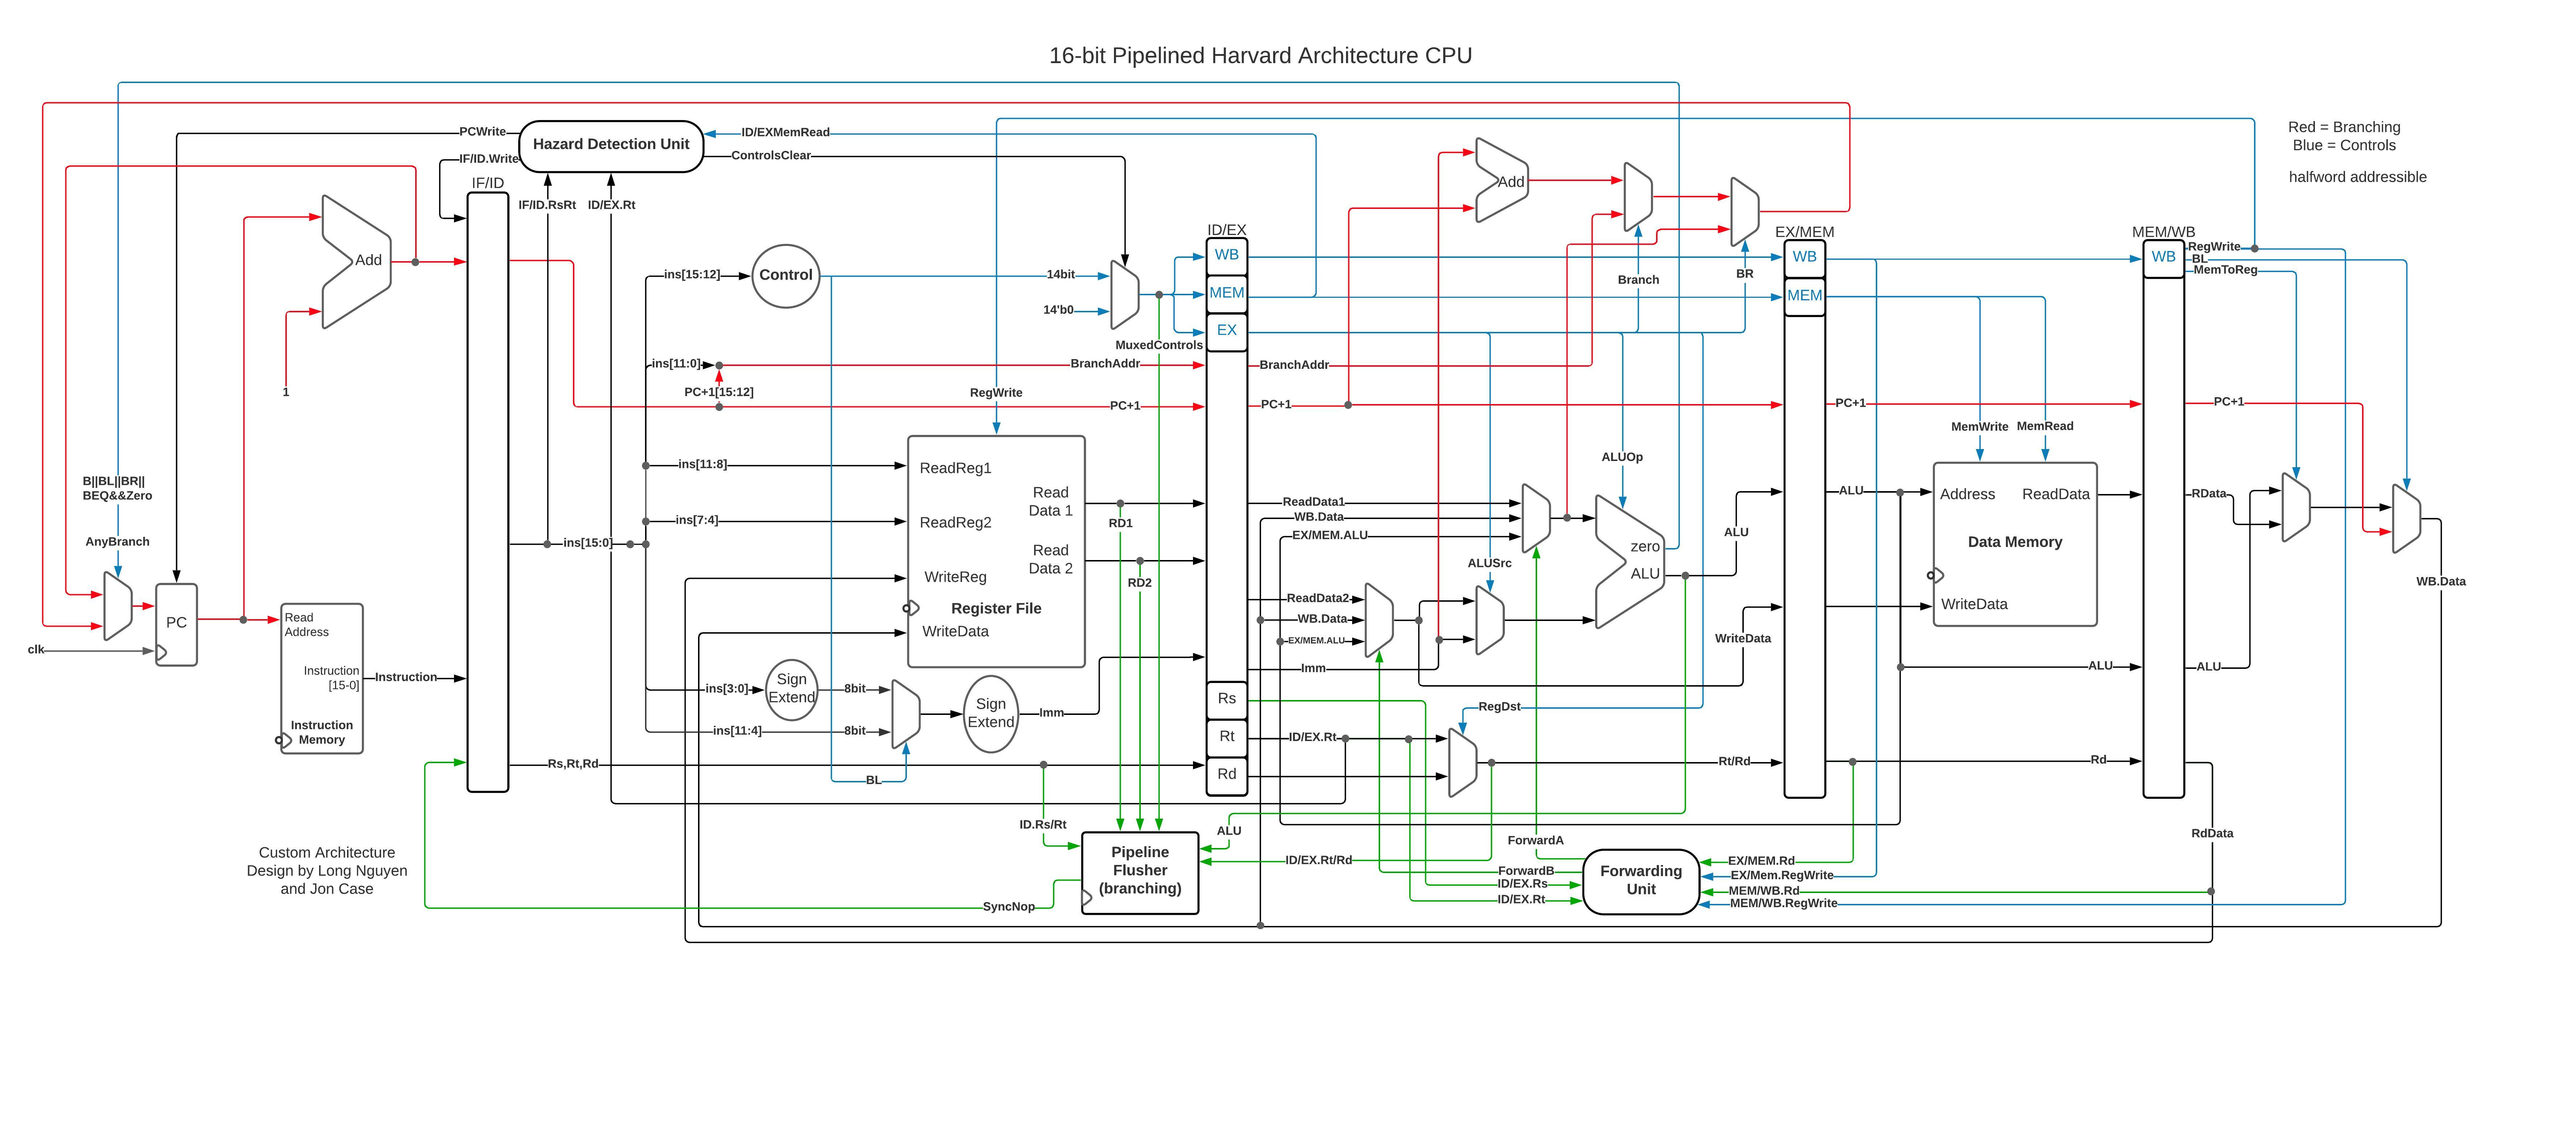 16-bit Pipelined Harvard Architecture CPU
Red = Branching
Blue = Controls
halfword addressible
PCWrite
IF/ID.Write
Hazard Detection Unit
ID/EXMemRead
ControlsClear
IF/ID
IF/ID.RsRt
ID/EX.Rt
Add
1
B||BL||BR||
BEQ&&Zero
AnyBranch
PC
clk
Read
Address
Instruction
[15-0]
Instruction
Memory
Instruction
ins[15:12]
Control
14bit
14'b0
MuxedControls
ins[11:0]
BranchAddr
PC+1[15:12]
PC+1
RegWrite
ins[11:8]
ins[7:4]
ins[15:0]
ReadReg1
ReadReg2
WriteReg
Register File
WriteData
Read
Data 1
Read
Data 2
RD1
RD2
ins[3:0]
Sign
Extend
8bit
ins[11:4]
8bit
Sign
Extend
Imm
BL
Rs,Rt,Rd
ID.Rs/Rt
Pipeline
Flusher
(branching)
SyncNop
Custom Architecture
Design by Long Nguyen
and Jon Case
ID/EX
WB
MEM
EX
Rs
Rt
Rd
BranchAddr
PC+1
ReadData1
WB.Data
EX/MEM.ALU
ReadData2
WB.Data
EX/MEM.ALU
Imm
ID/EX.Rt
ALU
ID/EX.Rt/Rd
Add
Branch
BR
ALUOp
ALUSrc
zero
ALU
RegDst
ALU
WriteData
Rt/Rd
ForwardA
ForwardB
ID/EX.Rs
ID/EX.Rt
Forwarding
Unit
EX/MEM.Rd
EX/Mem.RegWrite
MEM/WB.Rd
MEM/WB.RegWrite
EX/MEM
WB
MEM
PC+1
ALU
MemWrite
MemRead
Address
ReadData
Data Memory
WriteData
ALU
Rd
MEM/WB
WB
RegWrite
BL
MemToReg
PC+1
RData
ALU
RdData
WB.Data